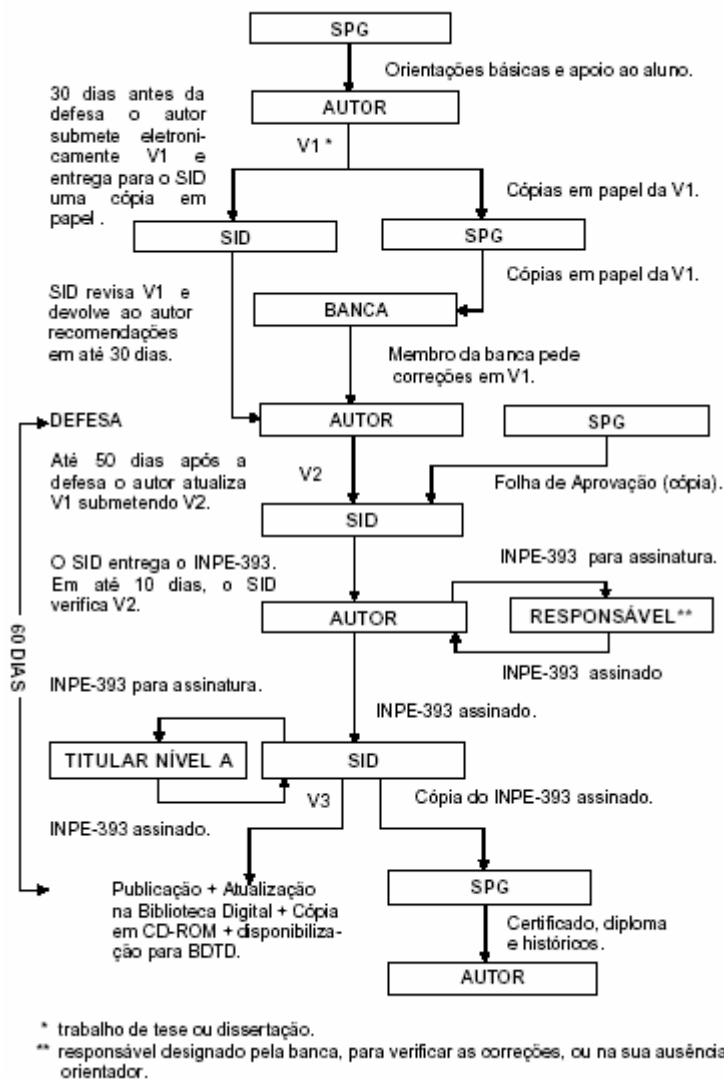 SPG
Orientações básicas e apoio ao aluno.
AUTOR
30 dias antes da
defesa o autor
submete eletroni-
camente V1 e
entrega para o SID
uma cópia em
papel .
V1 *
Cópias em papel da V1.
SID
SPG
Cópias em papel da V1.
SID revisa V1 e
devolve ao autor
recomendações
em até 30 dias.
BANCA
Membro da banca pede
correções em V1.
DEFESA
AUTOR
SPG
Até 50 dias após a
defesa o autor atualiza
V1 submetendo V2.
V2
Folha de Aprovação (cópia).
SID
O SID entrega o INPE-393.
Em até 10 dias, o SID
verifica V2.
INPE-393 para assinatura.
AUTOR
RESPONSÁVEL**
INPE-393 assinado
60 DIAS
INPE-393 para assinatura.
INPE-393 assinado.
TITULAR NÍVEL A
SID
V3
Cópia do INPE-393 assinado.
INPE-393 assinado.
Publicação + Atualização
na Biblioteca Digital + Cópia
em CD-ROM + disponibiliza-
ção para BDTD.
SPG
Certificado, diploma
e históricos.
AUTOR
* trabalho de tese ou dissertação.
** responsável designado pela banca, para verificar as correções, ou na sua ausência
orientador.